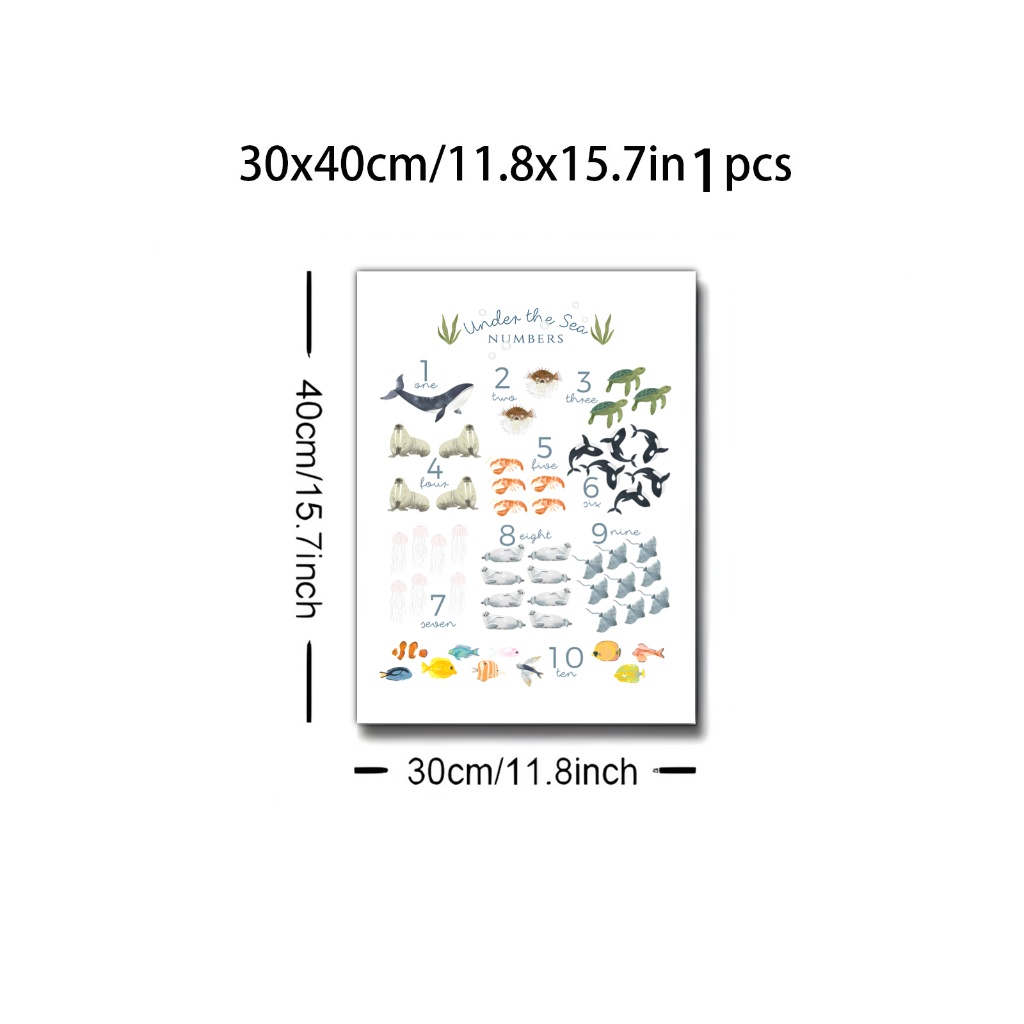 30x40cm/11.8x15.7in 1 pcs
Under the Sea
NUMBERS
1
one
2
two
3
three
4
four
5
five
6
six
7
seven
8 eight
9 nine
10
ten
40cm/15.7inch
30cm/11.8inch